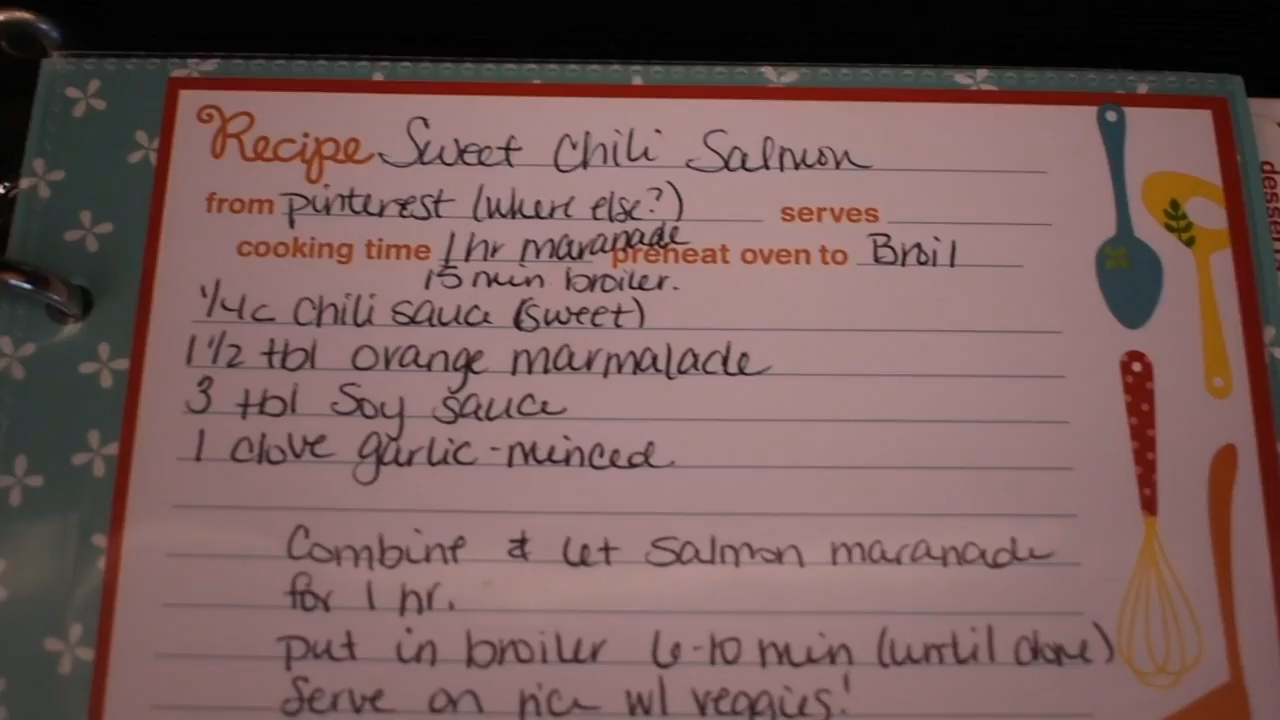 Recipe Sweet Chili Salmon
from pinterest (where else?) serves
cooking time 1 hr maranade preheat oven to Broil
15 min broiler.
1/4 c chili sauce (sweet)
1 1/2 tbl orange marmalade
3 tbl Soy sauce
1 clove garlic-minced
Combine & let Salmon maranade
for 1 hr.
put in broiler 6-10 min (until done)
Serve on rice w/ veggies!
desser